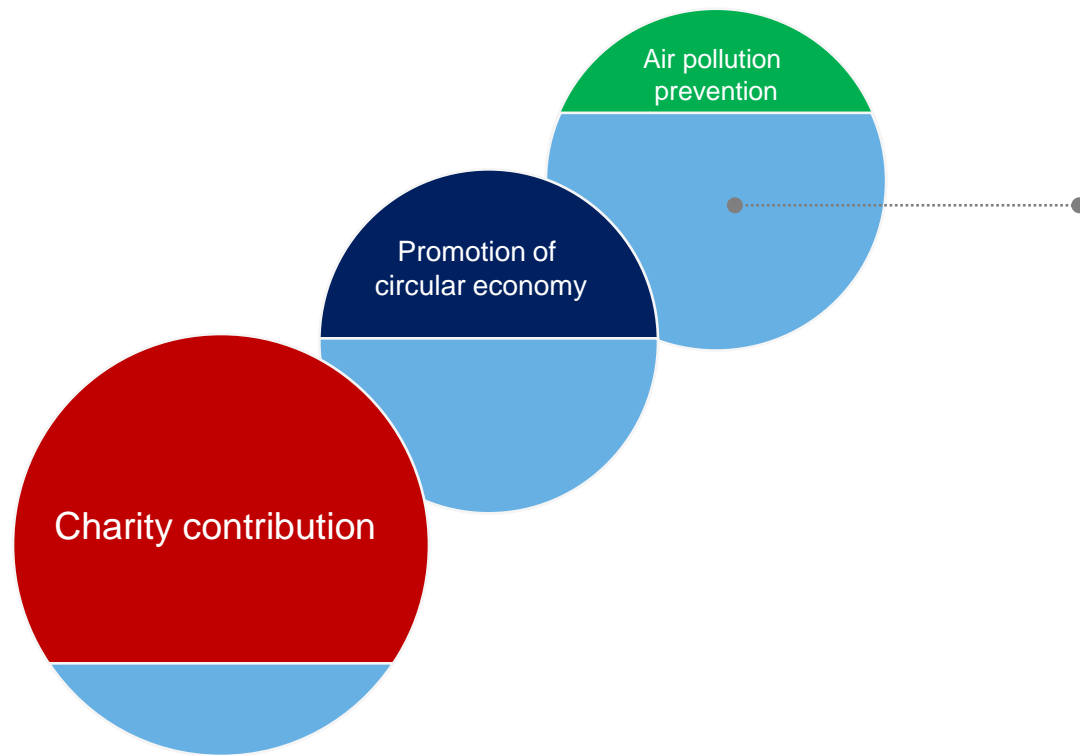 Air pollution
prevention
Promotion of
circular economy
Charity contribution